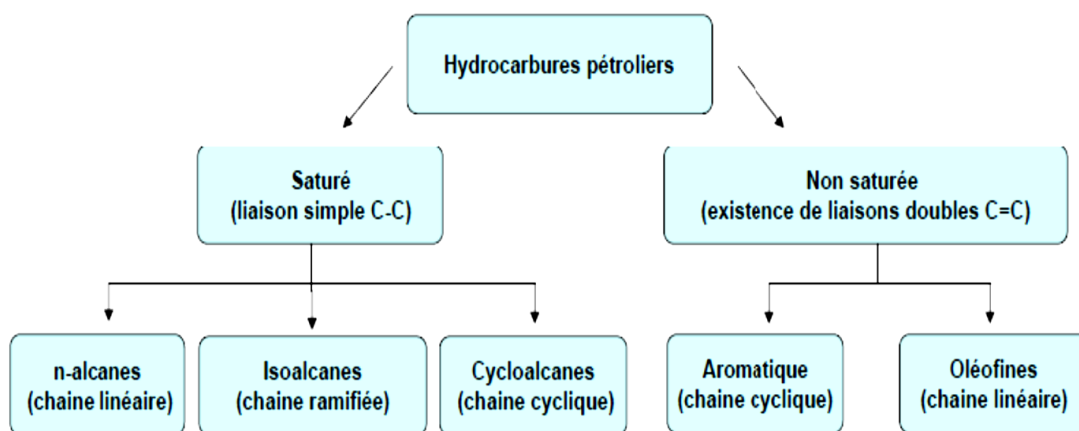 Hydrocarbures pétroliers
Saturé
(liaison simple C-C)
Non saturée
(existence de liaisons doubles C=C)
n-alcanes
(chaine linéaire)
Isoalcanes
(chaine ramifiée)
Cycloalcanes
(chaine cyclique)
Aromatique
(chaine cyclique)
Oléofines
(chaine linéaire)